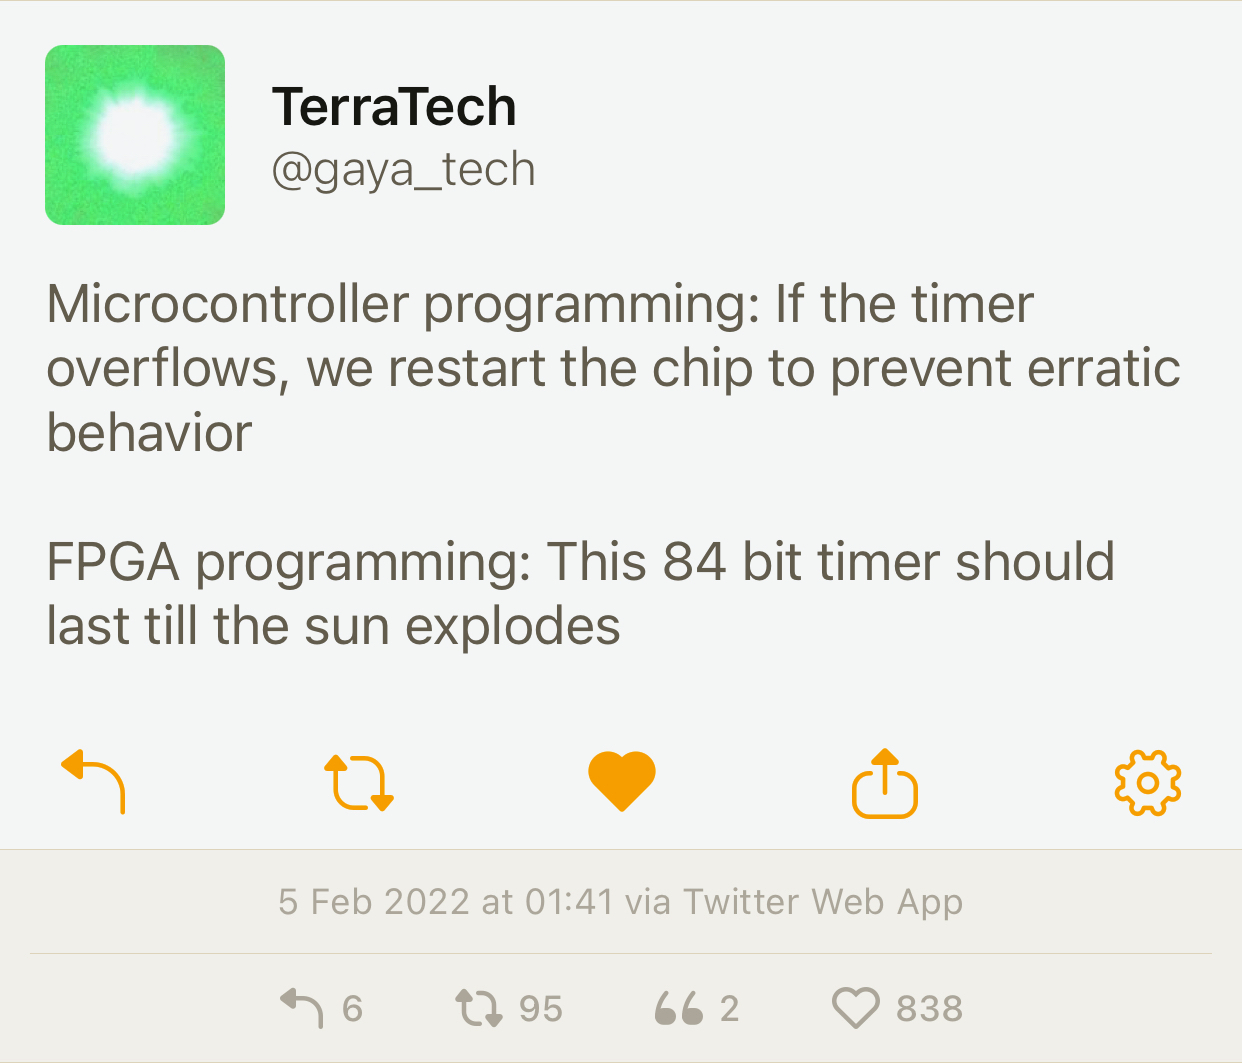 TerraTech
@gaya_tech
Microcontroller programming: If the timer
overflows, we restart the chip to prevent erratic
behavior
FPGA programming: This 84 bit timer should
last till the sun explodes
5 Feb 2022 at 01:41 via Twitter Web App
6 95 2 838